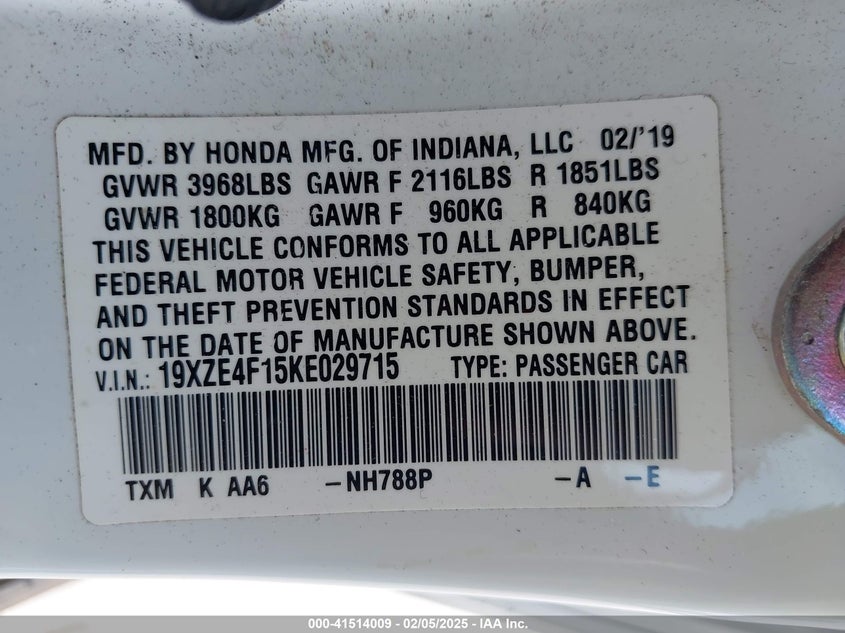 MFD. BY HONDA MFG. OF INDIANA, LLC 02/'19
GVWR 3968LBS GAWR F 2116LBS R 1851LBS
GVWR 1800KG GAWR F 960KG R 840KG
THIS VEHICLE CONFORMS TO ALL APPLICABLE
FEDERAL MOTOR VEHICLE SAFETY, BUMPER,
AND THEFT PREVENTION STANDARDS IN EFFECT
ON THE DATE OF MANUFACTURE SHOWN ABOVE.
V.I.N.: 19XZE4F15KE029715 TYPE: PASSENGER CAR
TXM K AA6 -NH788P -A -E
000-41514009 - 02/05/2025 - IAA Inc.